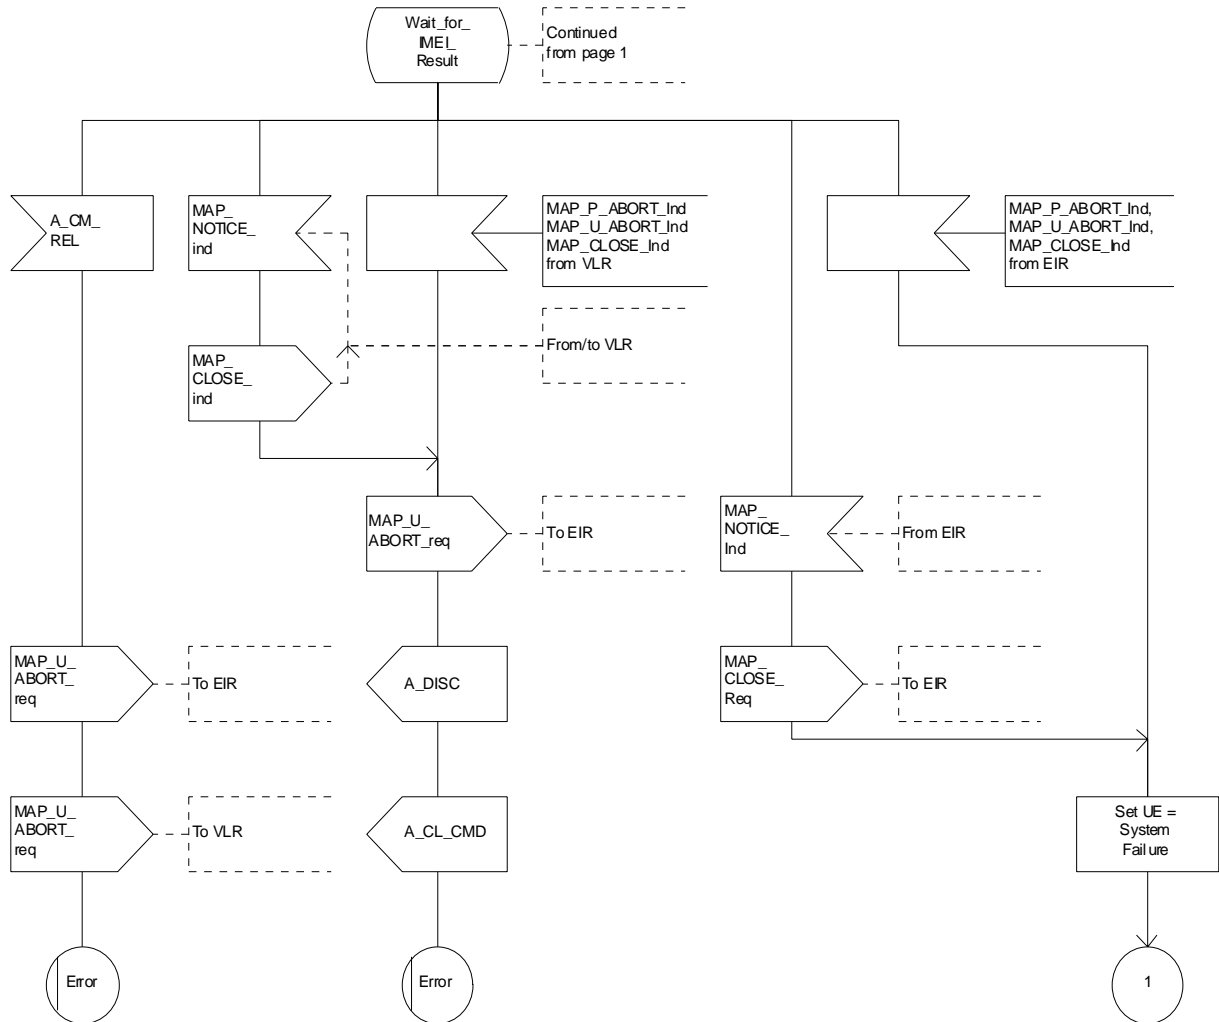 Wait_for_
IMEI_
Result
Continued
from page 1
A_CM_
REL
MAP_
NOTICE_
ind
MAP_P_ABORT_Ind
MAP_U_ABORT_Ind
MAP_CLOSE_Ind
from VLR
MAP_P_ABORT_Ind,
MAP_U_ABORT_Ind,
MAP_CLOSE_Ind
from EIR
MAP_
CLOSE_
ind
From/to VLR
MAP_U_
ABORT_req
To EIR
MAP_
NOTICE_
Ind
From EIR
MAP_U_
ABORT_
req
To EIR
A_DISC
MAP_
CLOSE_
Req
To EIR
MAP_U_
ABORT_
req
To VLR
A_CL_CMD
Set UE =
System
Failure
Error
Error
1